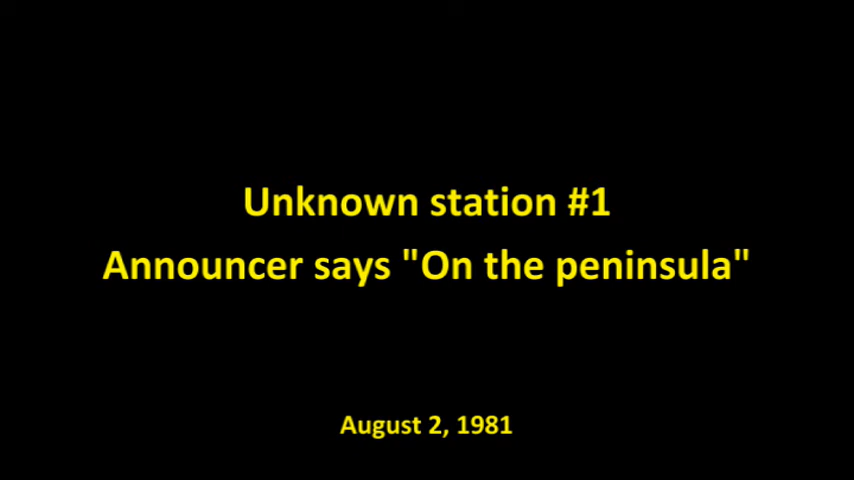 Unknown station #1
Announcer says "On the peninsula"
August 2, 1981